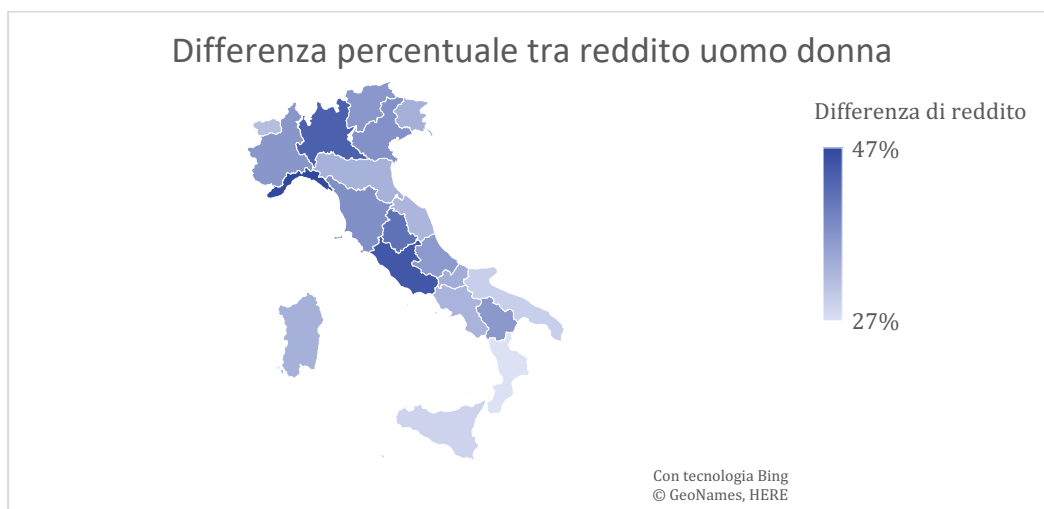 Differenza percentuale tra reddito uomo donna
Differenza di reddito
47%
27%
Con tecnologia Bing
© GeoNames, HERE